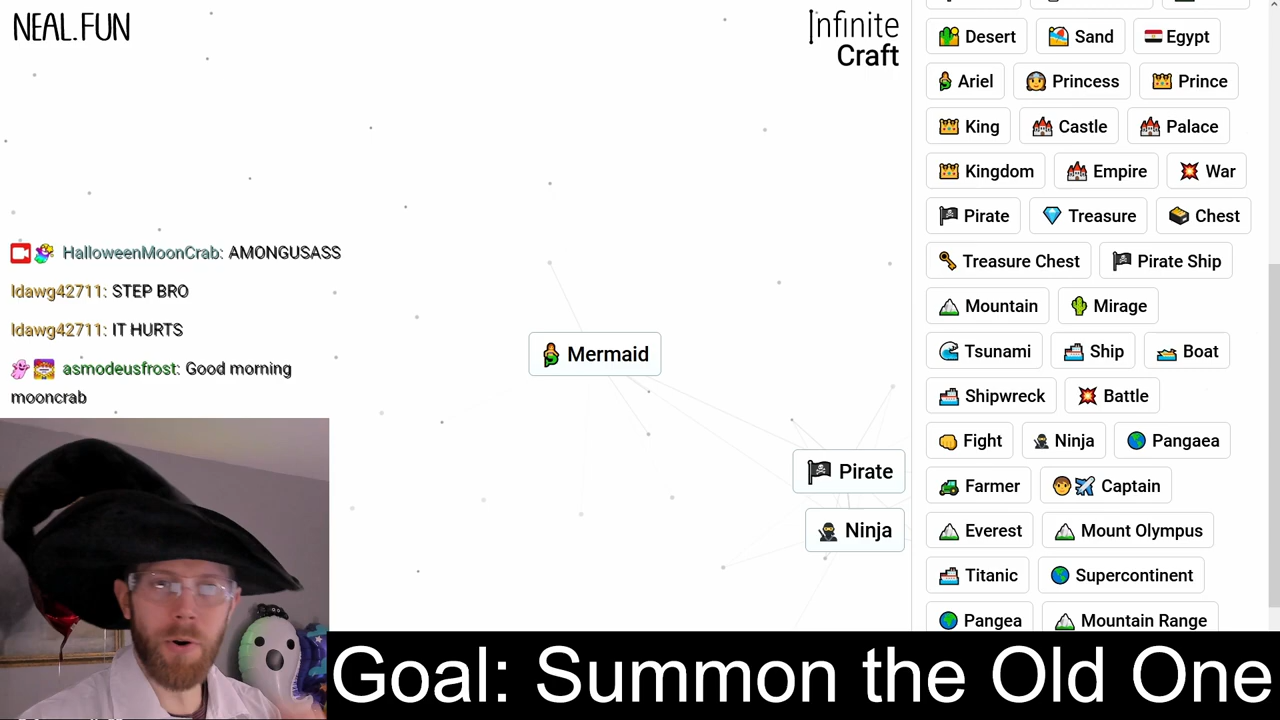 NEAL.FUN
Infinite
Craft
Desert
Sand
Egypt
Ariel
Princess
Prince
King
Castle
Palace
Kingdom
Empire
War
Pirate
Treasure
Chest
Treasure Chest
Pirate Ship
Mountain
Mirage
Tsunami
Ship
Boat
Shipwreck
Battle
Fight
Ninja
Pangaea
Farmer
Captain
Everest
Mount Olympus
Titanic
Supercontinent
Pangea
Mountain Range
HalloweenMoonCrab: AMONGUSASS
ldawg42711: STEP BRO
ldawg42711: IT HURTS
asmodeusfrost: Good morning
mooncrab
Mermaid
Pirate
Ninja
Goal: Summon the Old One